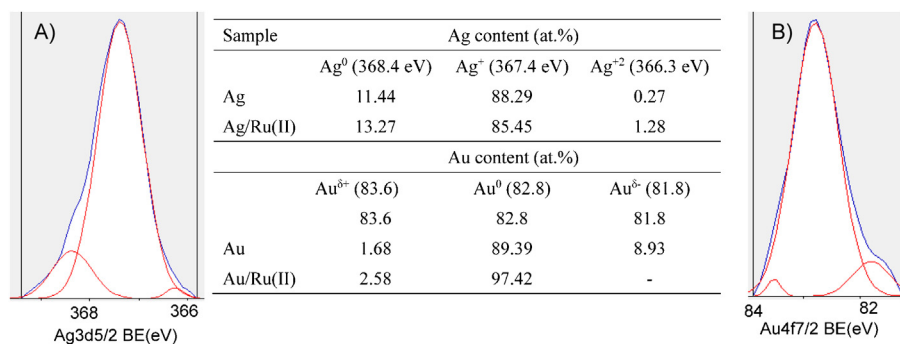 A)
368 366
Ag3d5/2 BE(eV)
Sample Ag content (at.%)
Ag⁰ (368.4 eV) Ag⁺ (367.4 eV) Ag⁺² (366.3 eV)
Ag 11.44 88.29 0.27
Ag/Ru(II) 13.27 85.45 1.28
Au content (at.%)
Au^δ+ (83.6) Au⁰ (82.8) Au^δ- (81.8)
83.6 82.8 81.8
Au 1.68 89.39 8.93
Au/Ru(II) 2.58 97.42 -
B)
84 82
Au4f7/2 BE(eV)